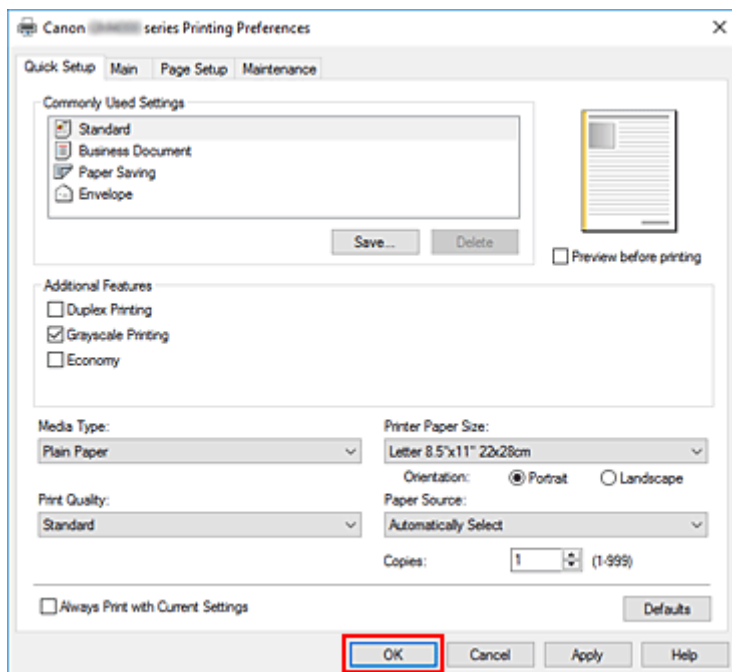 Canon series Printing Preferences
Quick Setup Main Page Setup Maintenance
Commonly Used Settings
Standard
Business Document
Paper Saving
Envelope
Save... Delete
Preview before printing
Additional Features
Duplex Printing
Grayscale Printing
Economy
Media Type:
Plain Paper
Printer Paper Size:
Letter 8.5"x11" 22x28cm
Orientation: Portrait Landscape
Print Quality:
Standard
Paper Source:
Automatically Select
Copies: 1 (1-999)
Always Print with Current Settings
Defaults
OK Cancel Apply Help